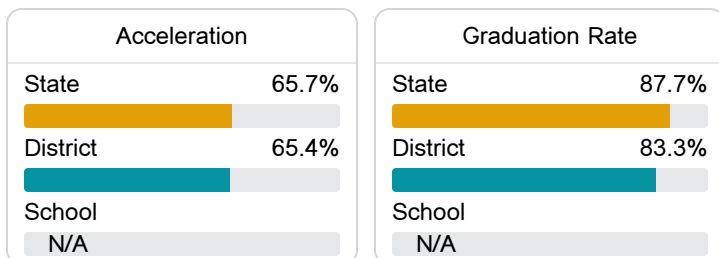 Acceleration
State 65.7%
District 65.4%
School
N/A
Graduation Rate
State 87.7%
District 83.3%
School
N/A